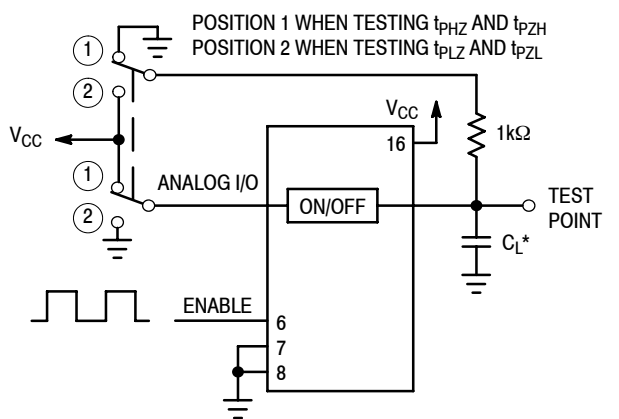 POSITION 1 WHEN TESTING tPHZ AND tPZH
POSITION 2 WHEN TESTING tPLZ AND tPZL
1
2
VCC
VCC
16
1kΩ
1
2
ANALOG I/O
ON/OFF
TEST
POINT
CL*
ENABLE
6
7
8